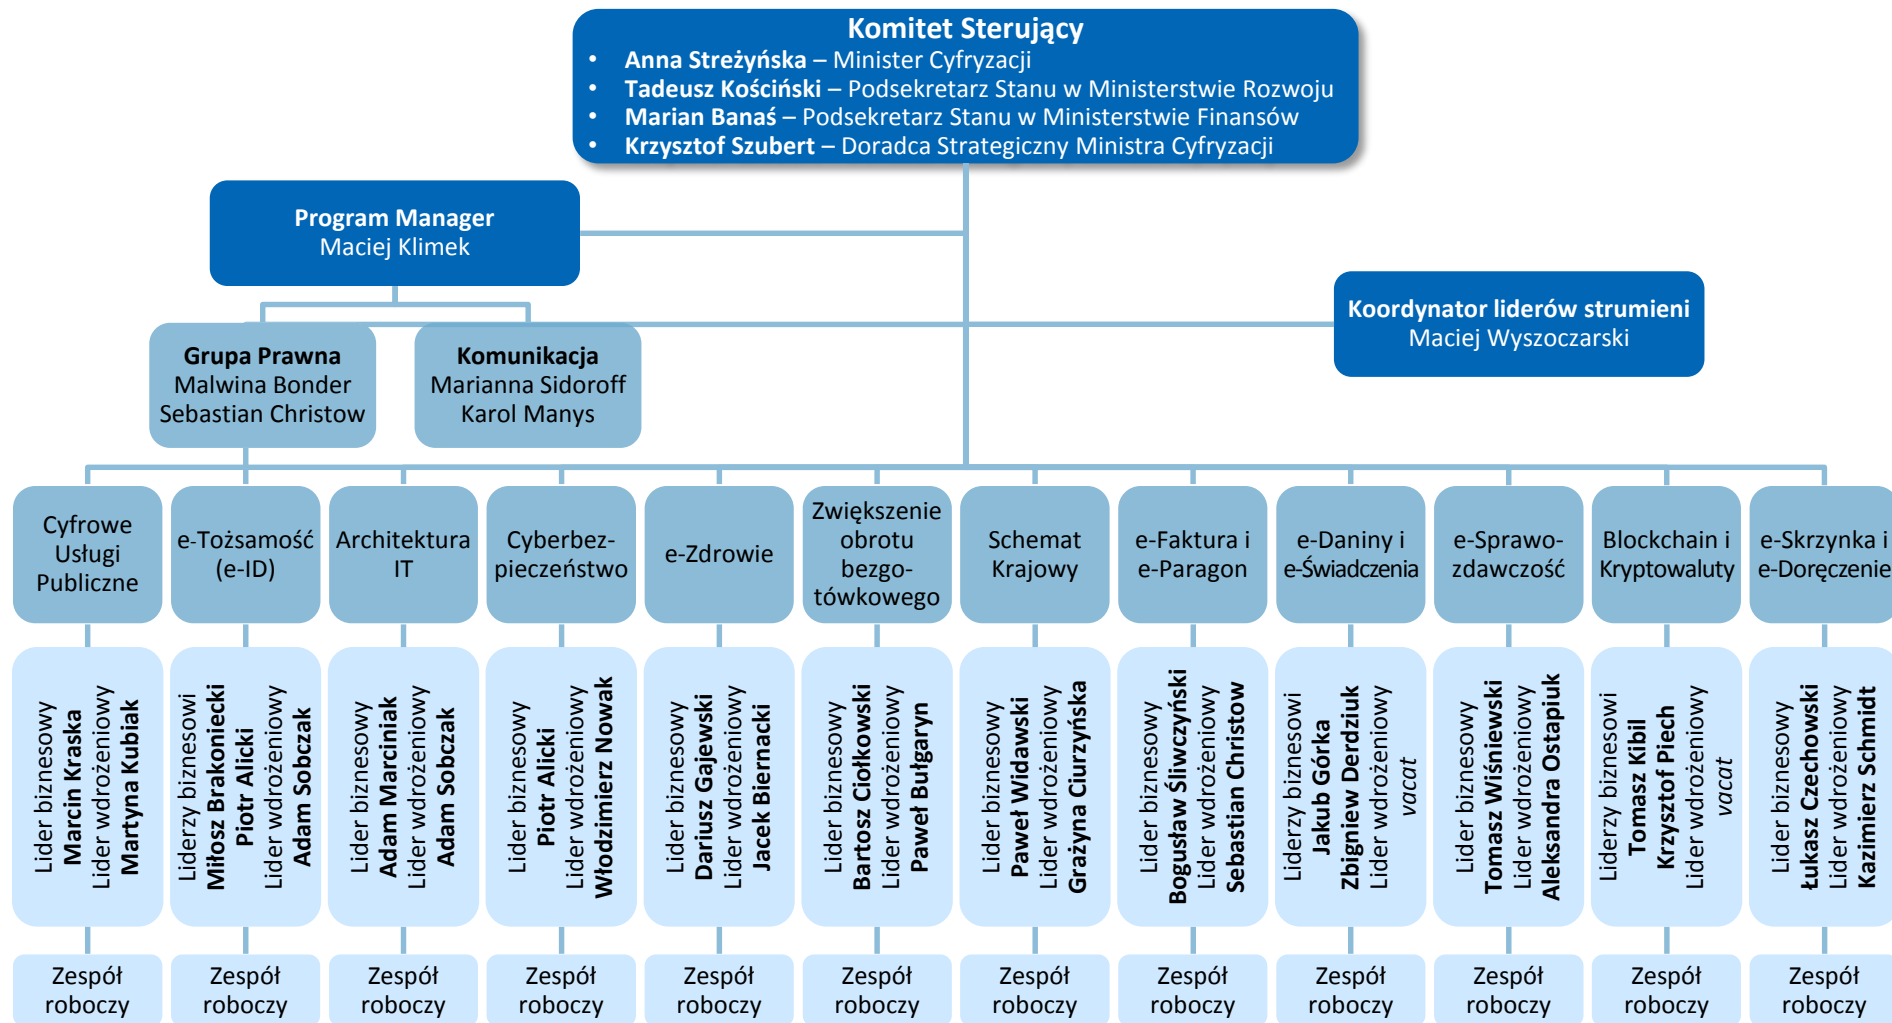 Komitet Sterujący
• Anna Streżyńska – Minister Cyfryzacji
• Tadeusz Kościński – Podsekretarz Stanu w Ministerstwie Rozwoju
• Marian Banaś – Podsekretarz Stanu w Ministerstwie Finansów
• Krzysztof Szubert – Doradca Strategiczny Ministra Cyfryzacji
Program Manager
Maciej Klimek
Koordynator liderów strumieni
Maciej Wyszoczarski
Grupa Prawna
Malwina Bonder
Sebastian Christow
Komunikacja
Marianna Sidoroff
Karol Manys
Cyfrowe
Usługi
Publiczne
e-Tożsamość
(e-ID)
Architektura
IT
Cyberbez-
pieczeństwo
e-Zdrowie
Zwiększenie
obrotu
bezgo-
tówkowego
Schemat
Krajowy
e-Faktura i
e-Paragon
e-Daniny i
e-Świadczenia
e-Sprawo-
zdawczość
Blockchain i
Kryptowaluty
e-Skrzynka i
e-Doręczenie
Lider biznesowy
Marcin Kraska
Lider wdrożeniowy
Martyna Kubiak
Liderzy biznesowi
Miłosz Brakoniecki
Piotr Alicki
Lider wdrożeniowy
Adam Sobczak
Lider biznesowy
Adam Marciniak
Lider wdrożeniowy
Adam Sobczak
Lider biznesowy
Piotr Alicki
Lider wdrożeniowy
Włodzimierz Nowak
Lider biznesowy
Dariusz Gajewski
Lider wdrożeniowy
Jacek Biernacki
Lider biznesowy
Bartosz Ciołkowski
Lider wdrożeniowy
Paweł Bułgaryn
Lider biznesowy
Paweł Widawski
Lider wdrożeniowy
Grażyna Ciurzyńska
Lider biznesowy
Bogusław Śliwczyński
Lider wdrożeniowy
Sebastian Christow
Liderzy biznesowi
Jakub Górka
Zbigniew Derdziuk
Lider wdrożeniowy
vacat
Lider biznesowy
Tomasz Wiśniewski
Lider wdrożeniowy
Aleksandra Ostapiuk
Liderzy biznesowi
Tomasz Kibil
Krzysztof Piech
Lider wdrożeniowy
vacat
Lider biznesowy
Łukasz Czechowski
Lider wdrożeniowy
Kazimierz Schmidt
Zespół
roboczy
Zespół
roboczy
Zespół
roboczy
Zespół
roboczy
Zespół
roboczy
Zespół
roboczy
Zespół
roboczy
Zespół
roboczy
Zespół
roboczy
Zespół
roboczy
Zespół
roboczy
Zespół
roboczy